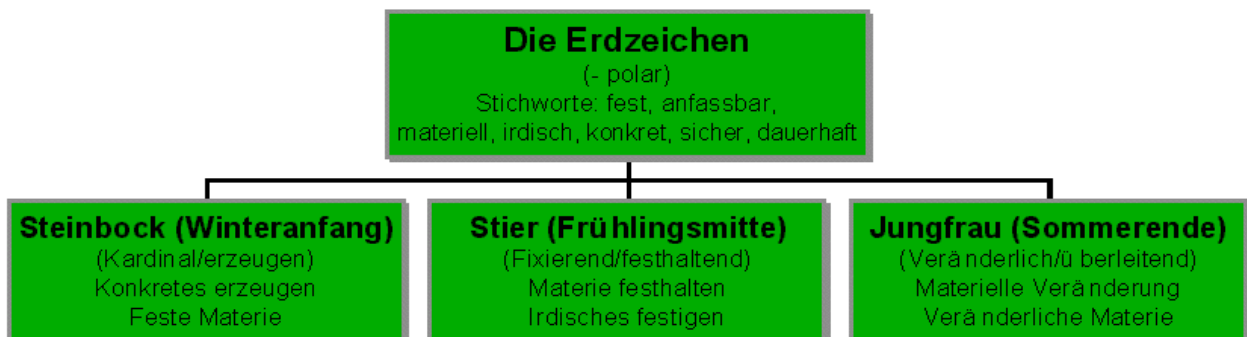 Die Erdzeichen
(- polar)
Stichworte: fest, anfassbar,
materiell, irdisch, konkret, sicher, dauerhaft
Steinbock (Winteranfang)
(Kardinal/erzeugen)
Konkretes erzeugen
Feste Materie
Stier (Frühlingsmitte)
(Fixierend/festhaltend)
Materie festhalten
Irdisches festigen
Jungfrau (Sommerende)
(Veränderlich/überleitend)
Materielle Veränderung
Veränderliche Materie